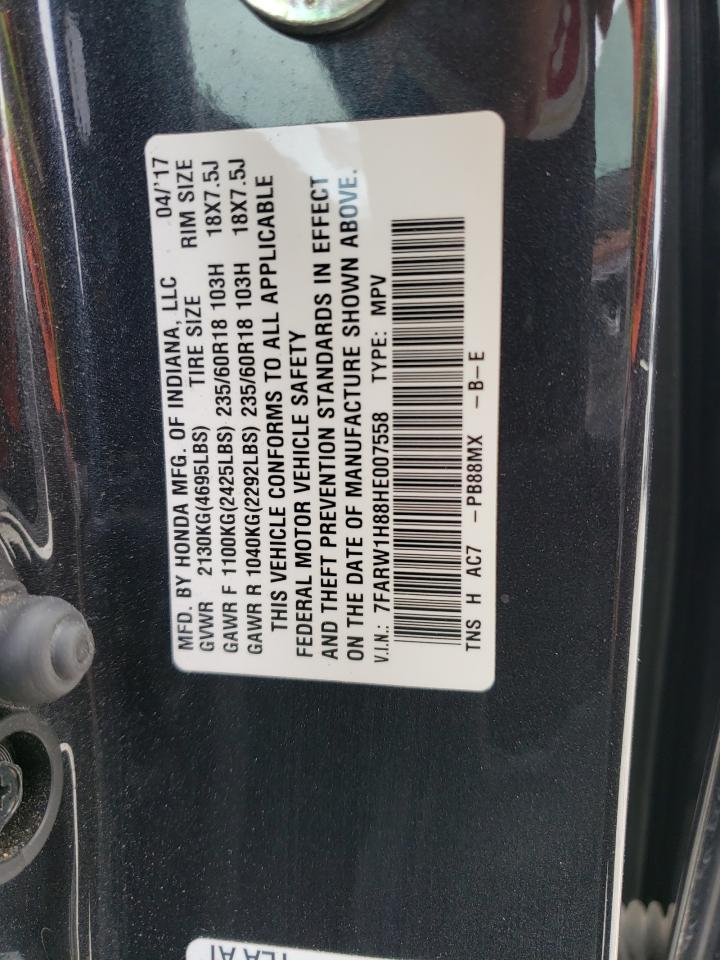 MFD. BY HONDA MFG. OF INDIANA, LLC 04/'17
GVWR 2130KG(4695LBS) TIRE SIZE RIM SIZE
GAWR F 1100KG(2425LBS) 235/60R18 103H 18X7.5J
GAWR R 1040KG(2292LBS) 235/60R18 103H 18X7.5J
THIS VEHICLE CONFORMS TO ALL APPLICABLE
FEDERAL MOTOR VEHICLE SAFETY
AND THEFT PREVENTION STANDARDS IN EFFECT
ON THE DATE OF MANUFACTURE SHOWN ABOVE.
V.I.N.: 7FARW1H88HE007558 TYPE: MPV
TNS H AC7 -PB88MX -B-E